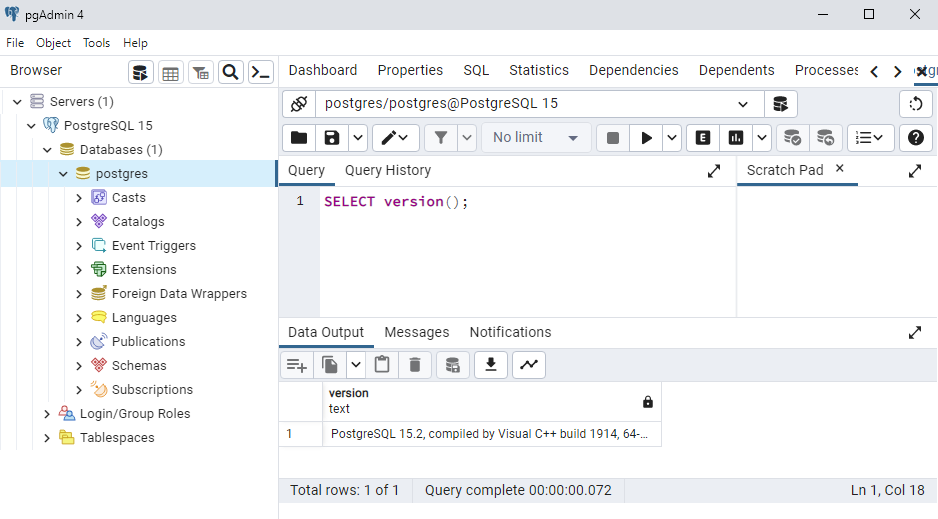 pgAdmin 4
File Object Tools Help
Browser
Dashboard Properties SQL Statistics Dependencies Dependents Processes
Servers (1)
PostgreSQL 15
Databases (1)
postgres
Casts
Catalogs
Event Triggers
Extensions
Foreign Data Wrappers
Languages
Publications
Schemas
Subscriptions
Login/Group Roles
Tablespaces
postgres/postgres@PostgreSQL 15
No limit
E
Query Query History
Scratch Pad
1 SELECT version();
Data Output Messages Notifications
version
text
1 PostgreSQL 15.2, compiled by Visual C++ build 1914, 64-...
Total rows: 1 of 1 Query complete 00:00:00.072 Ln 1, Col 18